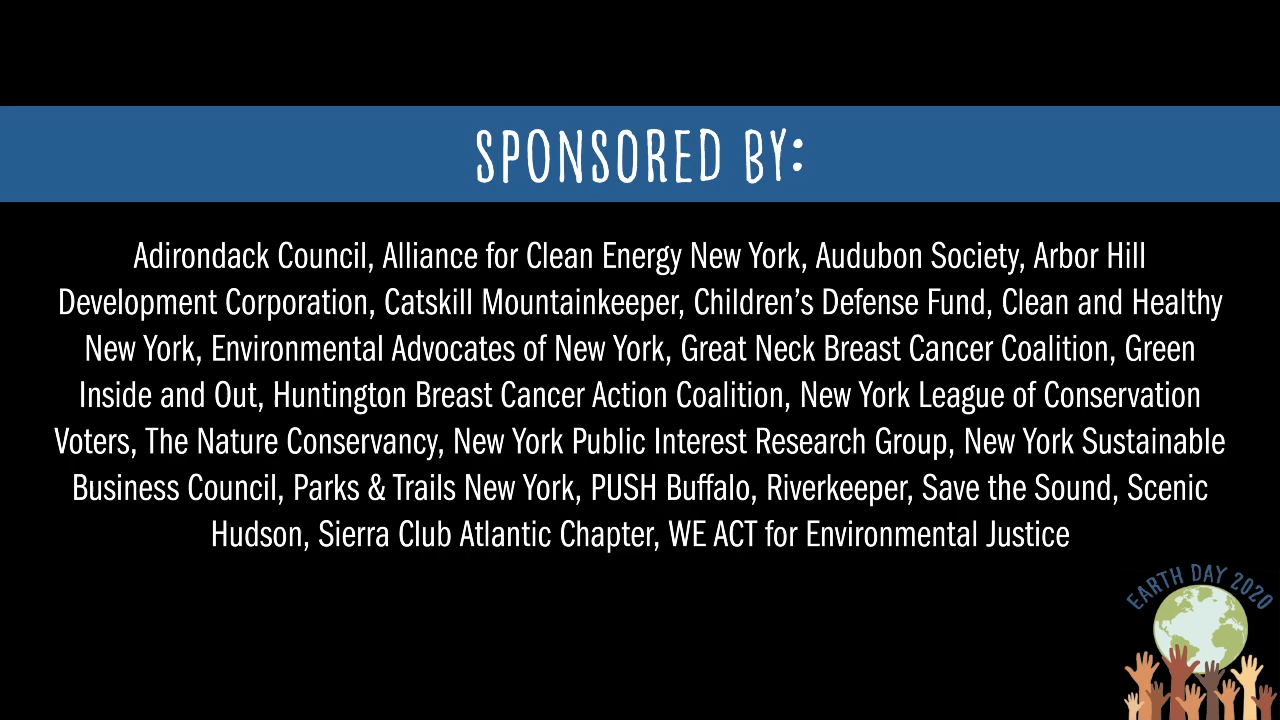 SPONSORED BY:
Adirondack Council, Alliance for Clean Energy New York, Audubon Society, Arbor Hill
Development Corporation, Catskill Mountainkeeper, Children’s Defense Fund, Clean and Healthy
New York, Environmental Advocates of New York, Great Neck Breast Cancer Coalition, Green
Inside and Out, Huntington Breast Cancer Action Coalition, New York League of Conservation
Voters, The Nature Conservancy, New York Public Interest Research Group, New York Sustainable
Business Council, Parks & Trails New York, PUSH Buffalo, Riverkeeper, Save the Sound, Scenic
Hudson, Sierra Club Atlantic Chapter, WE ACT for Environmental Justice
EARTH DAY 2020